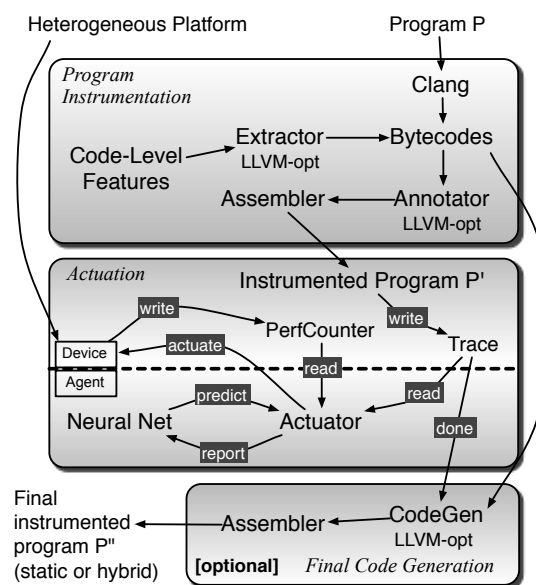 Heterogeneous Platform
Program P
Program
Instrumentation
Clang
Extractor
LLVM-opt
Bytecodes
Code-Level
Features
Assembler
Annotator
LLVM-opt
Actuation
Instrumented Program P'
write
PerfCounter
write
Device
actuate
Trace
Agent
read
predict
read
Neural Net
Actuator
report
done
Final
instrumented
program P"
(static or hybrid)
Assembler
CodeGen
LLVM-opt
[optional] Final Code Generation